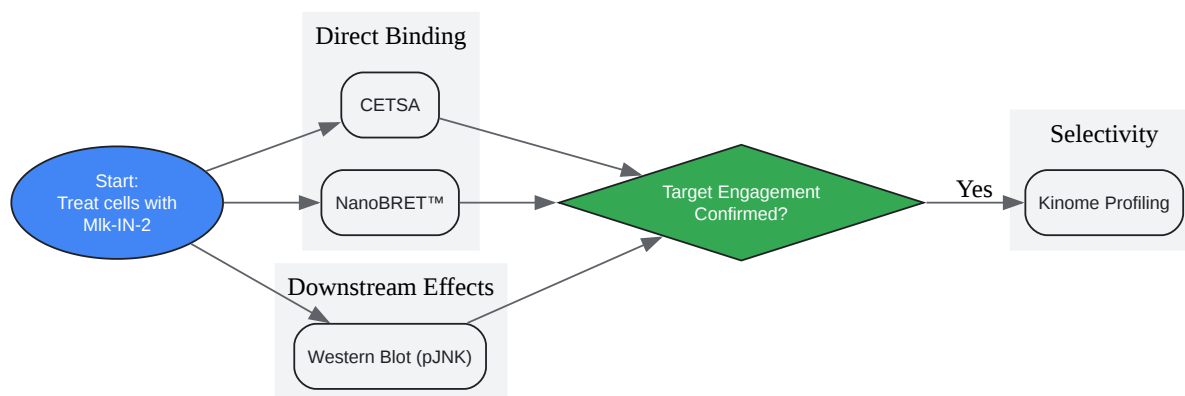 Direct Binding
CETSA
NanoBRET™
Start:
Treat cells with
Mlk-IN-2
Downstream Effects
Western Blot (pJNK)
Target Engagement
Confirmed?
Yes
Selectivity
Kinome Profiling